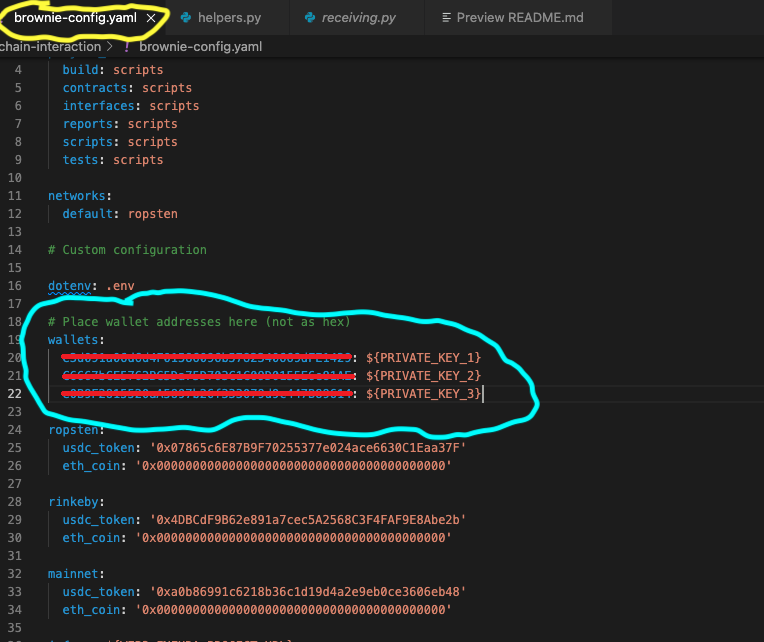 brownie-config.yaml × helpers.py receiving.py Preview README.md
chain-interaction > ! brownie-config.yaml
4 build: scripts
5 contracts: scripts
6 interfaces: scripts
7 reports: scripts
8 scripts: scripts
9 tests: scripts
10
11 networks:
12 default: ropsten
13
14 # Custom configuration
15
16 dotenv: .env
17
18 # Place wallet addresses here (not as hex)
19 wallets:
20 : ${PRIVATE_KEY_1}
21 : ${PRIVATE_KEY_2}
22 : ${PRIVATE_KEY_3}
23
24 ropsten:
25 usdc_token: '0x07865c6E87B9F70255377e024ace6630C1Eaa37F'
26 eth_coin: '0x0000000000000000000000000000000000000000'
27
28 rinkeby:
29 usdc_token: '0x4DBCdF9B62e891a7cec5A2568C3F4FAF9E8Abe2b'
30 eth_coin: '0x0000000000000000000000000000000000000000'
31
32 mainnet:
33 usdc_token: '0xa0b86991c6218b36c1d19d4a2e9eb0ce3606eb48'
34 eth_coin: '0x0000000000000000000000000000000000000000'
35